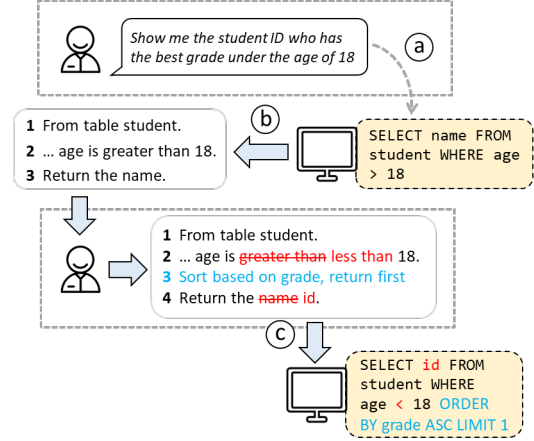 Show me the student ID who has
the best grade under the age of 18
a
b
1 From table student.
2 ... age is greater than 18.
3 Return the name.
SELECT name FROM
student WHERE age
> 18
1 From table student.
2 ... age is greater than less than 18.
3 Sort based on grade, return first
4 Return the name id.
c
SELECT id FROM
student WHERE
age < 18 ORDER
BY grade ASC LIMIT 1